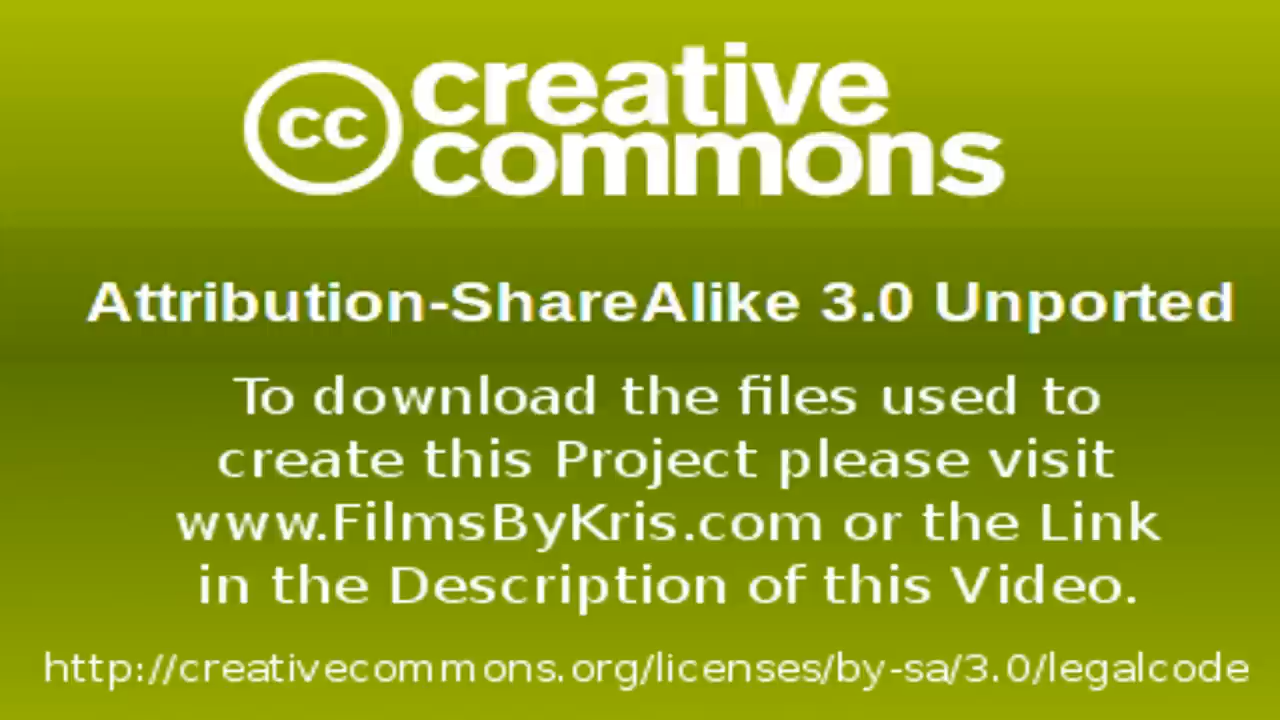 cc creative
commons
Attribution-ShareAlike 3.0 Unported
To download the files used to
create this Project please visit
www.FilmsByKris.com or the Link
in the Description of this Video.
http://creativecommons.org/licenses/by-sa/3.0/legalcode